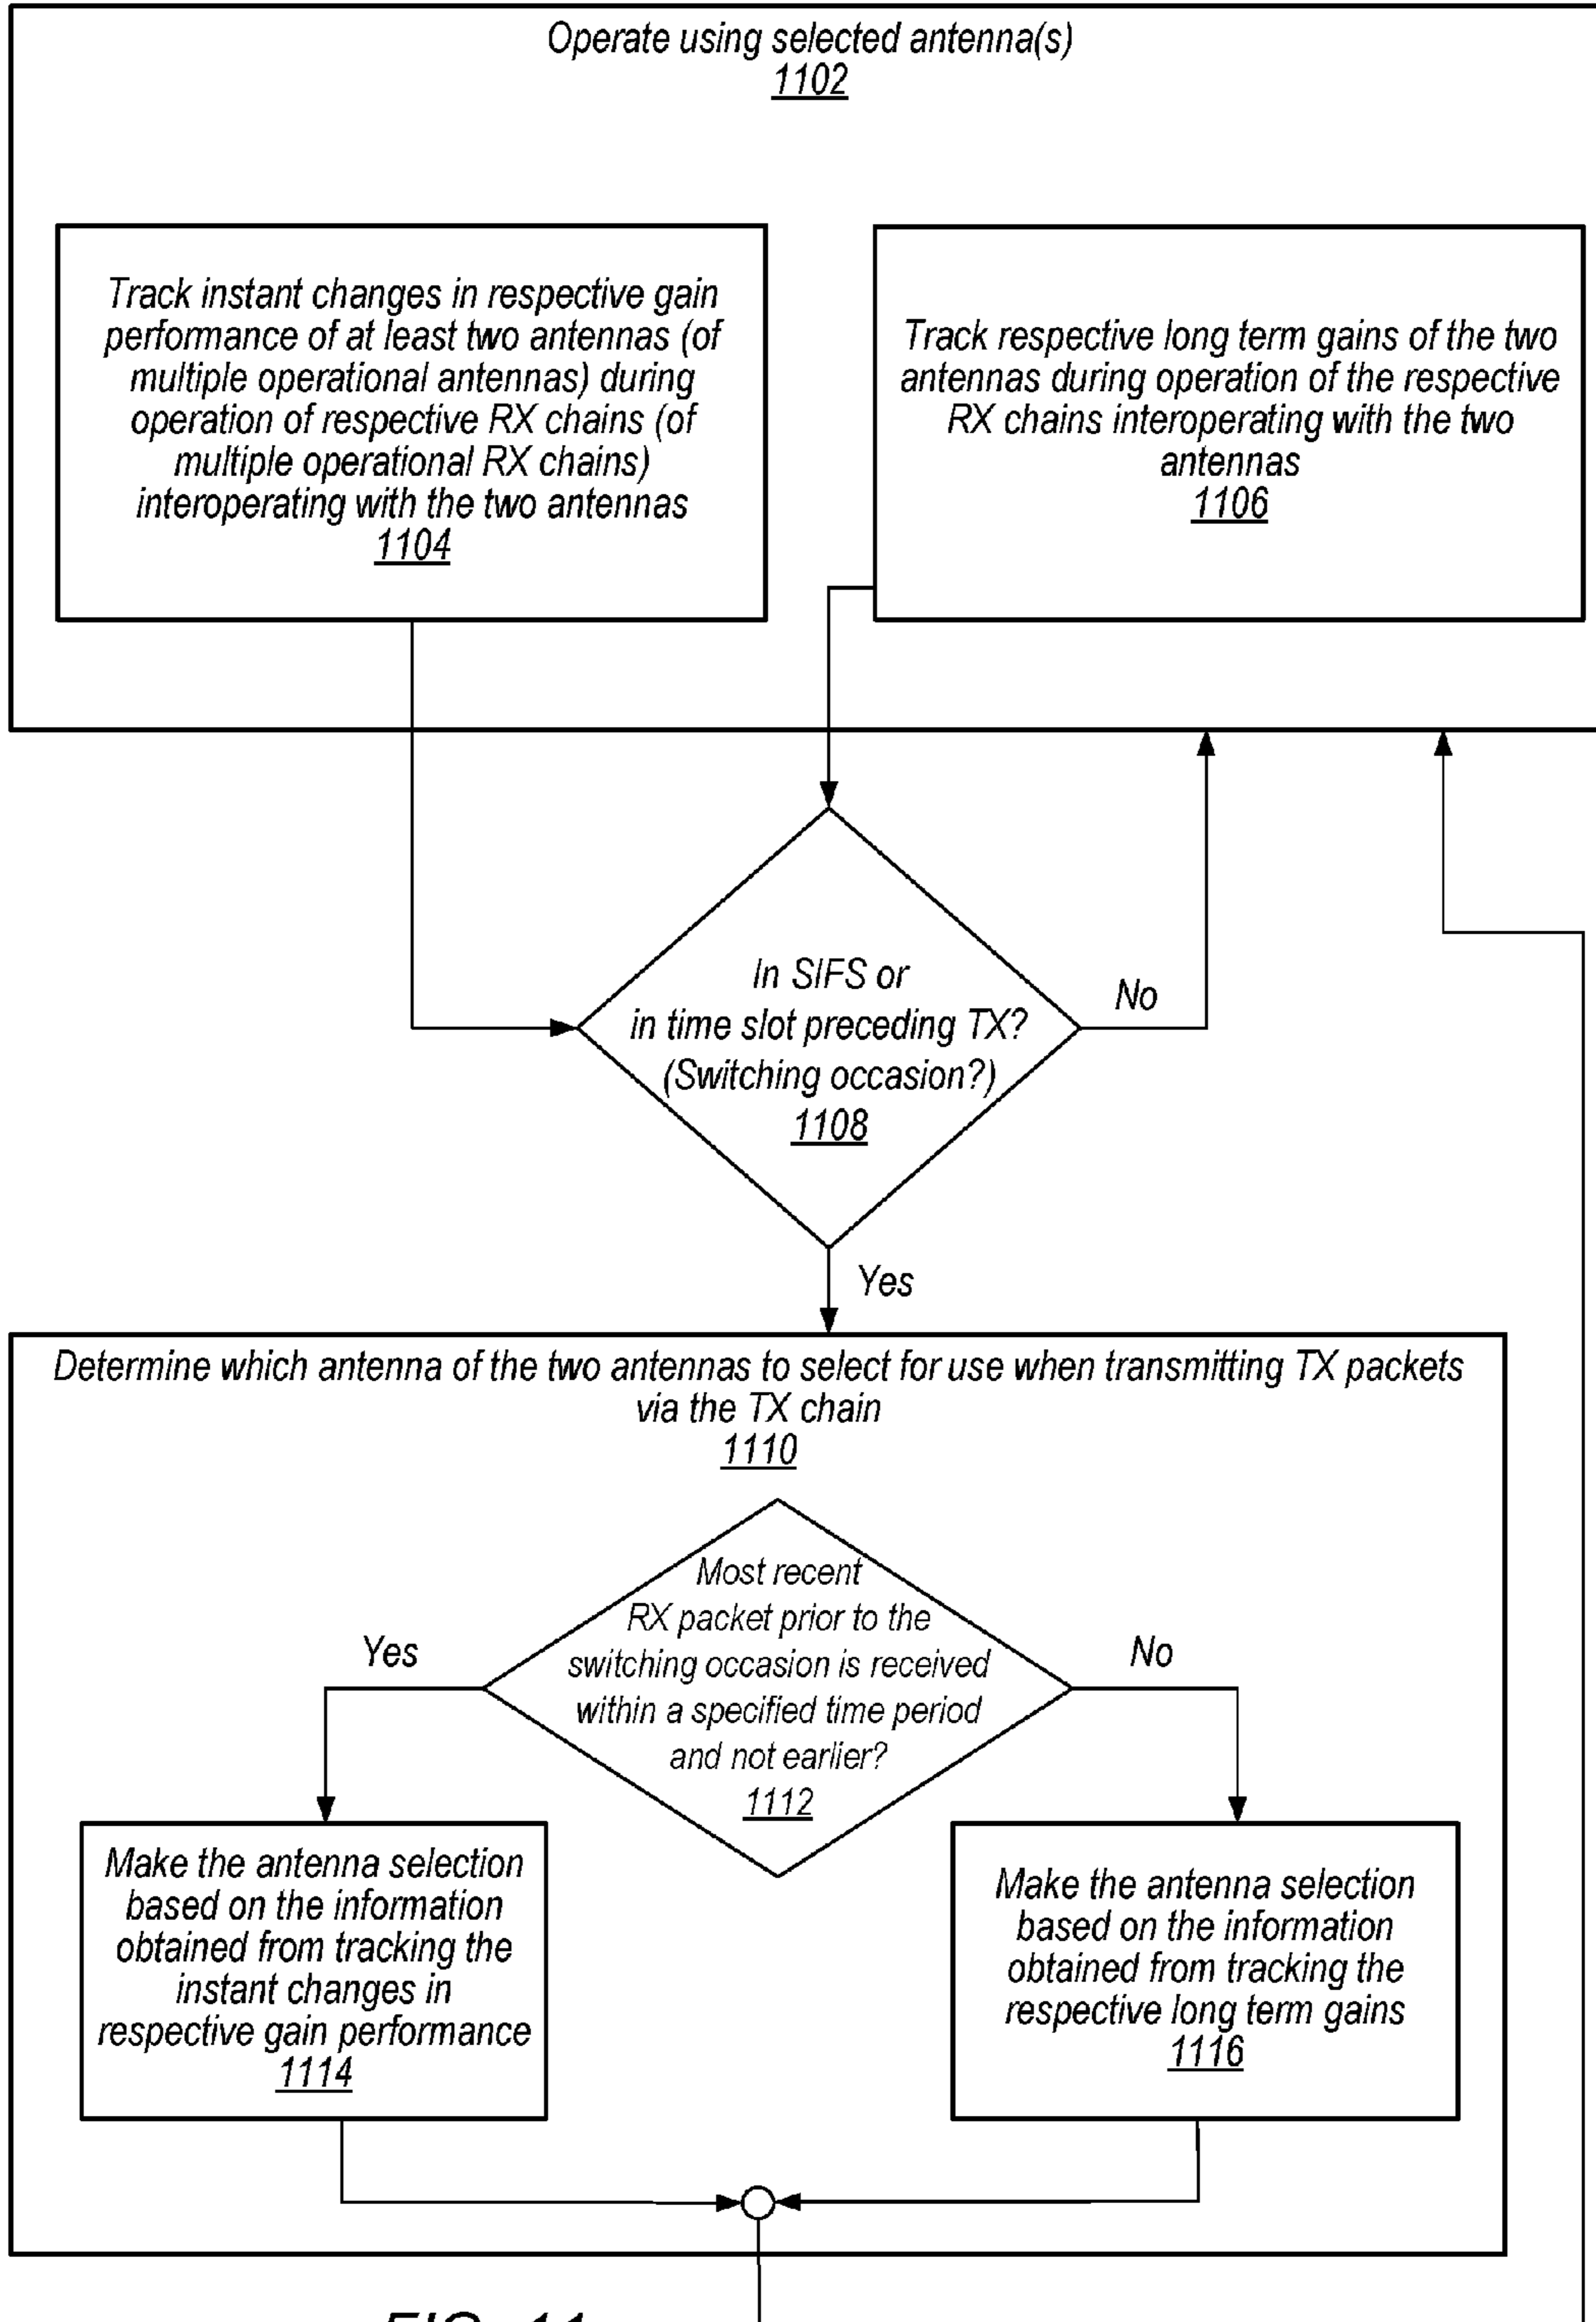 Operate using selected antenna(s)
1102
Track instant changes in respective gain
performance of at least two antennas (of
multiple operational antennas) during
operation of respective RX chains (of
multiple operational RX chains)
interoperating with the two antennas
1104
Track respective long term gains of the two
antennas during operation of the respective
RX chains interoperating with the two
antennas
1106
In SIFS or
in time slot preceding TX?
(Switching occasion?)
1108
No
Yes
Determine which antenna of the two antennas to select for use when transmitting TX packets
via the TX chain
1110
Most recent
RX packet prior to the
switching occasion is received
within a specified time period
and not earlier?
1112
Yes
No
Make the antenna selection
based on the information
obtained from tracking the
instant changes in
respective gain performance
1114
Make the antenna selection
based on the information
obtained from tracking the
respective long term gains
1116
FIG. 11